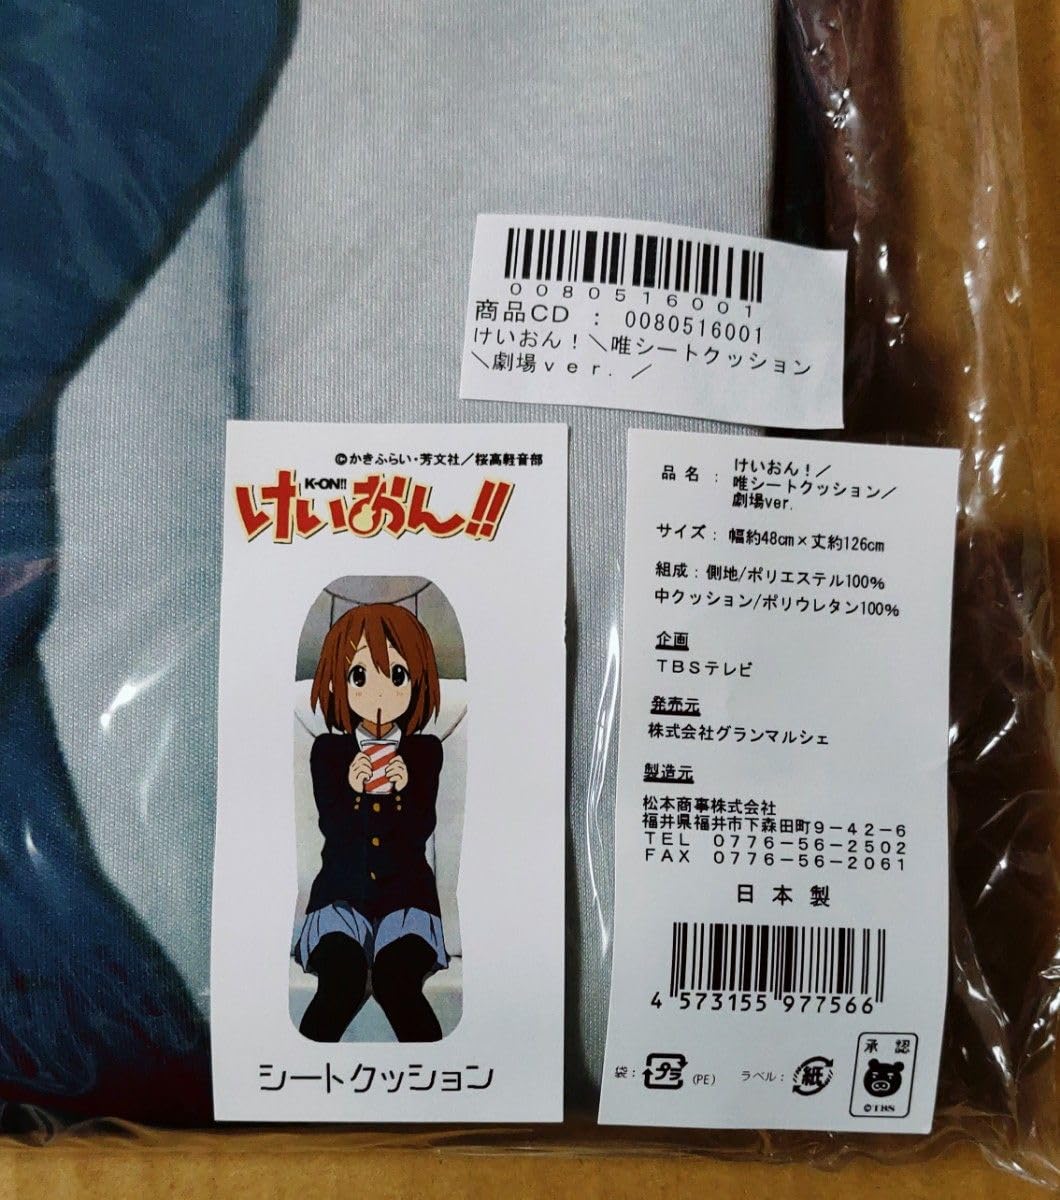 0080516001
商品CD : 0080516001
けいおん!＼唯シートクッション
＼劇場ver. ／
©かきふらい・芳文社／桜高軽音部
K-ON!!
けいおん!!
シートクッション
品名 : けいおん!／
唯シートクッション／
劇場ver.
サイズ : 幅約48cm×丈約126cm
組成 : 側地/ポリエステル100%
中クッション/ポリウレタン100%
企画
TBSテレビ
発売元
株式会社グランマルシェ
製造元
松本商事株式会社
福井県福井市下森田町9-42-6
TEL 0776-56-2502
FAX 0776-56-2061
日本製
4 573155 977566
袋 : プラ (PE) ラベル : 紙
承認
©TBS